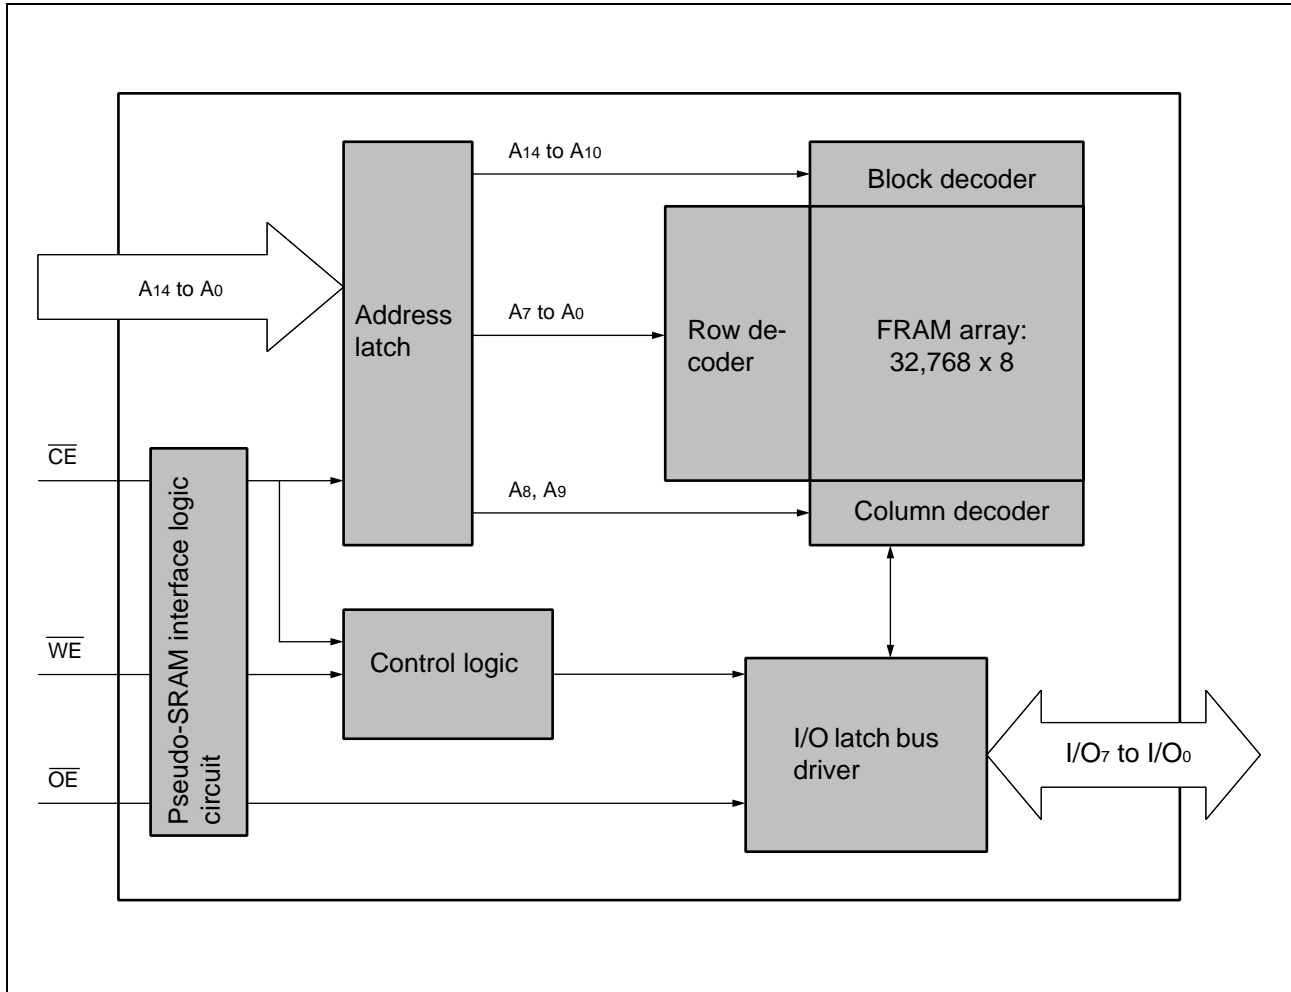 A14 to A10
Block decoder
A14 to A0
Address
latch
A7 to A0
Row de-
coder
FRAM array:
32,768 x 8
CE
A8, A9
Column decoder
Pseudo-SRAM interface logic
circuit
WE
Control logic
I/O latch bus
driver
I/O7 to I/O0
OE